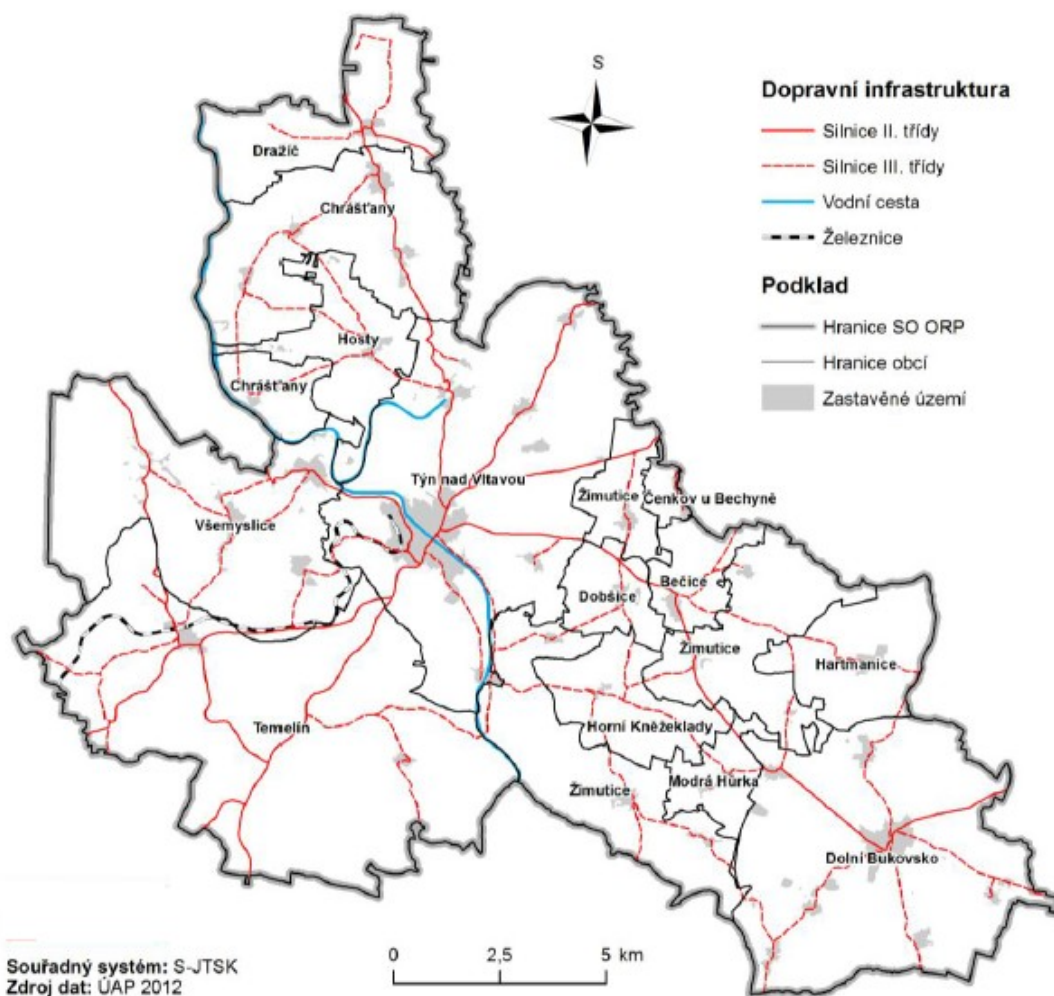 S
Dopravní infrastruktura
Silnice II. třídy
Silnice III. třídy
Vodní cesta
Železnice
Podklad
Hranice SO ORP
Hranice obcí
Zastavěné území
Dražíč
Chrášťany
Hosty
Chrášťany
Týn nad Vltavou
Žimutice
Čenkov u Bechyně
Všemyslice
Bečice
Dobšice
Žimutice
Hartmanice
Temelín
Horní Kněžeklady
Modrá Hůrka
Žimutice
Dolní Bukovsko
0 2,5 5 km
Souřadný systém: S-JTSK
Zdroj dat: ÚAP 2012